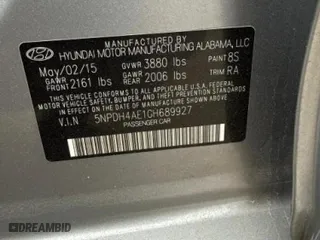 MANUFACTURED BY
HYUNDAI MOTOR MANUFACTURING ALABAMA, LLC
May/02/15 GVWR 3880 lbs PAINT 8S
GAWR FRONT 2161 lbs GAWR REAR 2006 lbs TRIM RA
THIS VEHICLE CONFORMS TO ALL APPLICABLE U.S. FEDERAL
MOTOR VEHICLE SAFETY, BUMPER, AND THEFT PREVENTION
STANDARDS IN EFFECT ON THE DATE OF MANUFACTURE SHOWN ABOVE.
V.I.N 5NPDH4AE1GH689927
PASSENGER CAR
DREAMBID